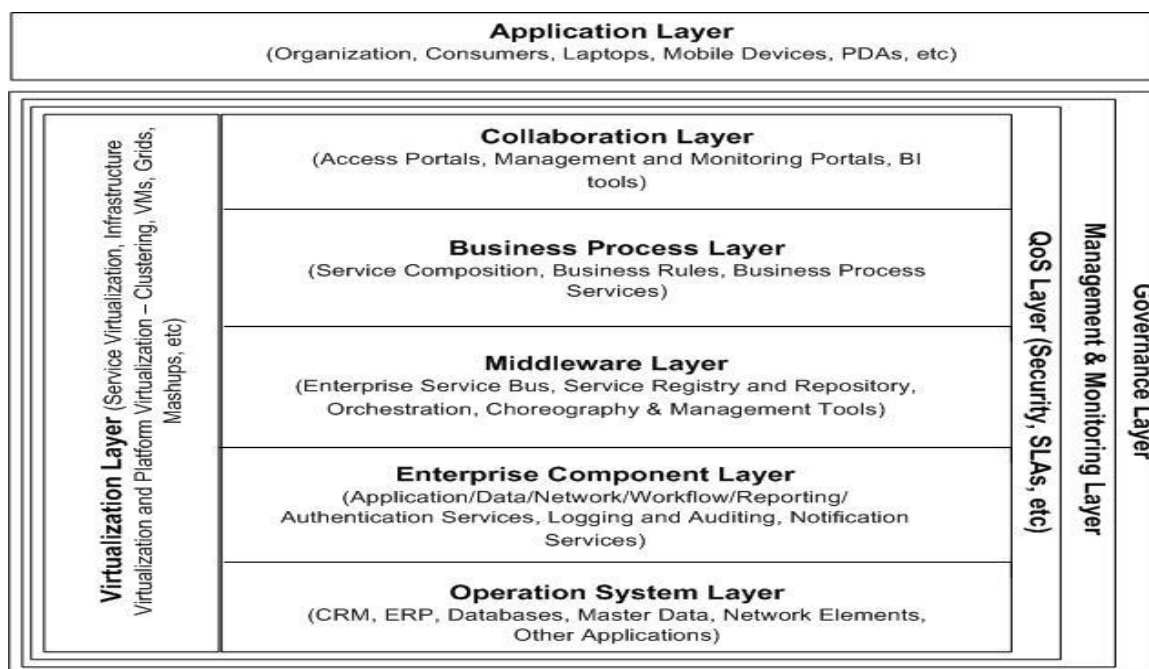 Application Layer
(Organization, Consumers, Laptops, Mobile Devices, PDAs, etc)
Virtualization Layer (Service Virtualization, Infrastructure
Virtualization and Platform Virtualization – Clustering, VMs, Grids,
Mashups, etc)
Collaboration Layer
(Access Portals, Management and Monitoring Portals, BI
tools)
Business Process Layer
(Service Composition, Business Rules, Business Process
Services)
Middleware Layer
(Enterprise Service Bus, Service Registry and Repository,
Orchestration, Choreography & Management Tools)
Enterprise Component Layer
(Application/Data/Network/Workflow/Reporting/
Authentication Services, Logging and Auditing, Notification
Services)
Operation System Layer
(CRM, ERP, Databases, Master Data, Network Elements,
Other Applications)
QoS Layer (Security, SLAs, etc)
Management & Monitoring Layer
Governance Layer